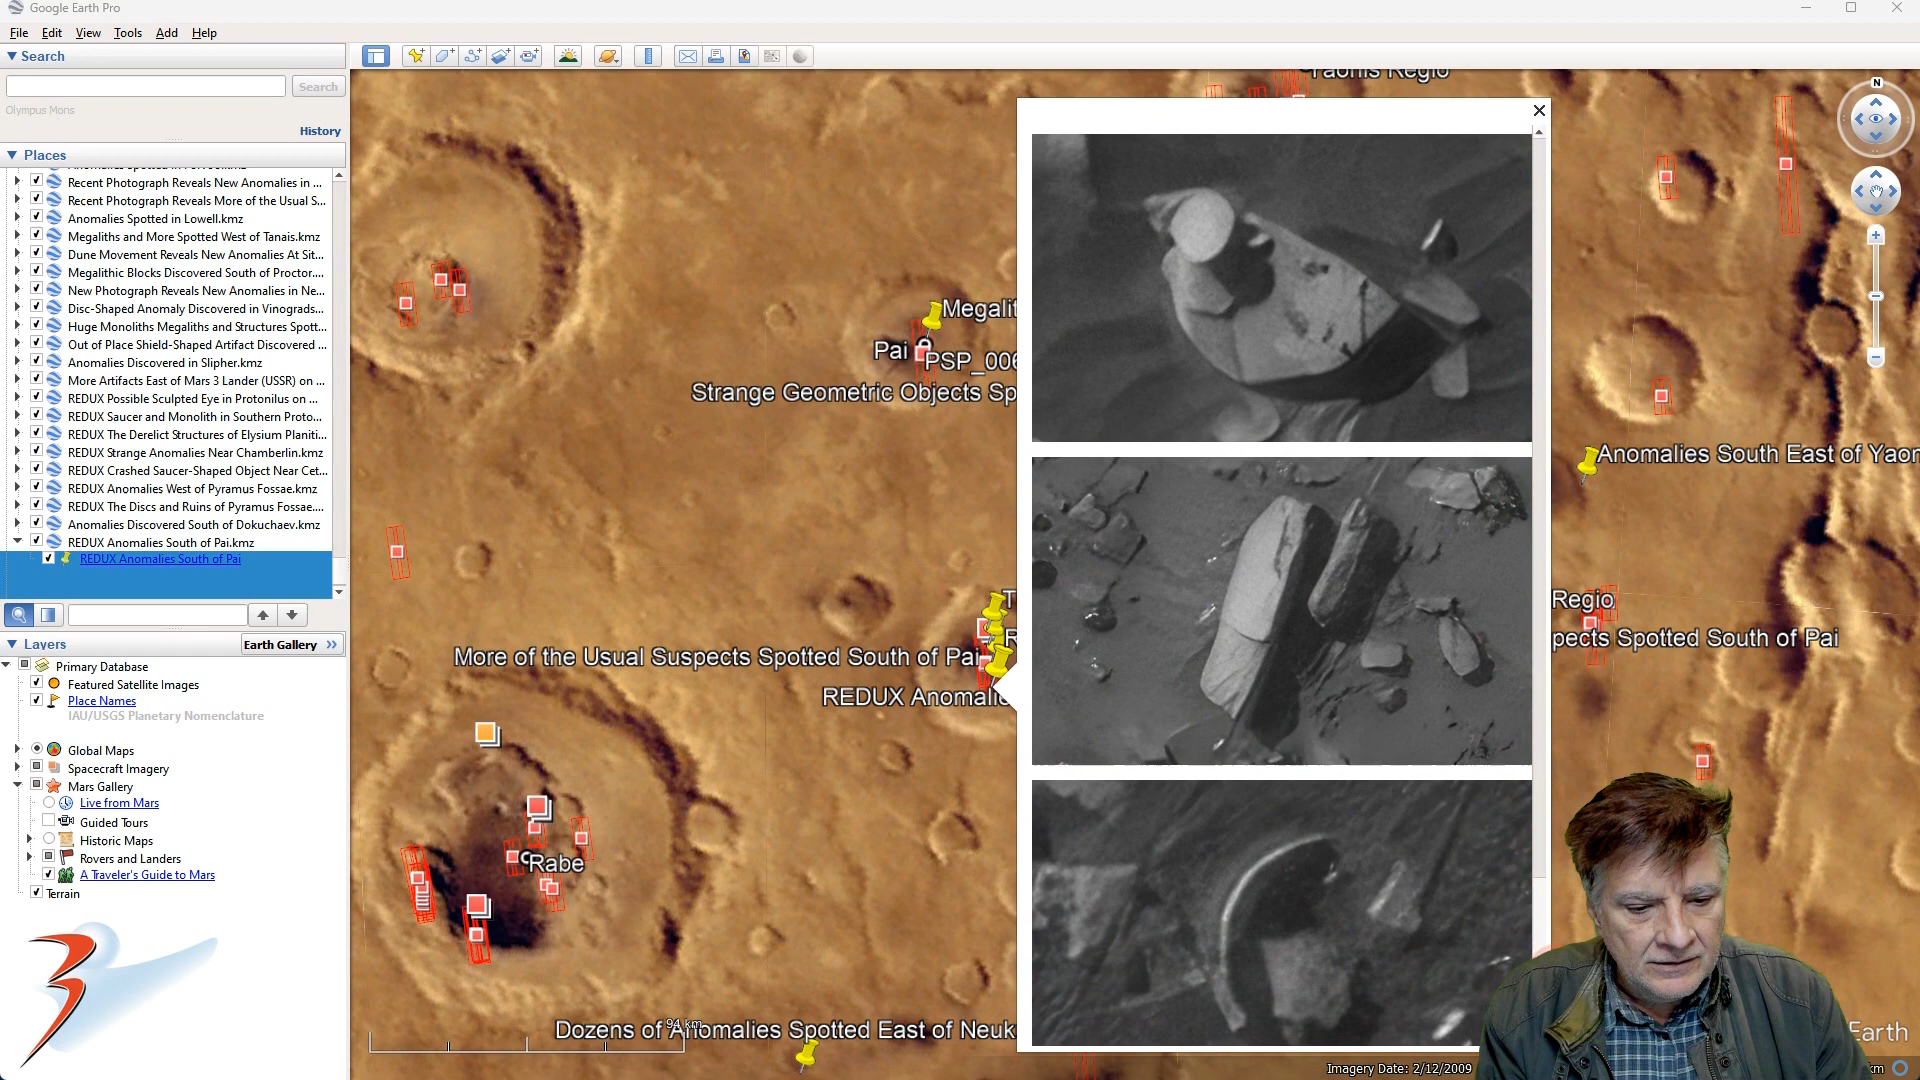 Google Earth Pro
File Edit View Tools Add Help
Search
Search
Olympus Mons
History
Places
Recent Photograph Reveals New Anomalies in ...
Recent Photograph Reveals More of the Usual S...
Anomalies Spotted in Lowell.kmz
Megaliths and More Spotted West of Tanais.kmz
Dune Movement Reveals New Anomalies At Sit...
Megalithic Blocks Discovered South of Proctor....
New Photograph Reveals New Anomalies in Ne...
Disc-Shaped Anomaly Discovered in Vinograds...
Huge Monoliths Megaliths and Structures Spott...
Out of Place Shield-Shaped Artifact Discovered ...
Anomalies Discovered in Slipher.kmz
More Artifacts East of Mars 3 Lander (USSR) on ...
REDUX Possible Sculpted Eye in Protonilus on ...
REDUX Saucer and Monolith in Southern Proto...
REDUX The Derelict Structures of Elysium Planiti...
REDUX Strange Anomalies Near Chamberlin.kmz
REDUX Crashed Saucer-Shaped Object Near Cet...
REDUX Anomalies West of Pyramus Fossae.kmz
REDUX The Discs and Ruins of Pyramus Fossae....
Anomalies Discovered South of Dokuchaev.kmz
REDUX Anomalies South of Pai.kmz
REDUX Anomalies South of Pai
Layers
Earth Gallery >>
Primary Database
Featured Satellite Images
Place Names
IAU/USGS Planetary Nomenclature
Global Maps
Spacecraft Imagery
Mars Gallery
Live from Mars
Guided Tours
Historic Maps
Rovers and Landers
A Traveler's Guide to Mars
Terrain
Yaonis Regio
N
Megalit
Pai
PSP_006
Strange Geometric Objects Sp
Anomalies South East of Yaon
T
Regio
R
More of the Usual Suspects Spotted South of Pai
pects Spotted South of Pai
REDUX Anomalie
Rabe
94 km
Dozens of Anomalies Spotted East of Neuk
Imagery Date: 2/12/2009
Earth
km